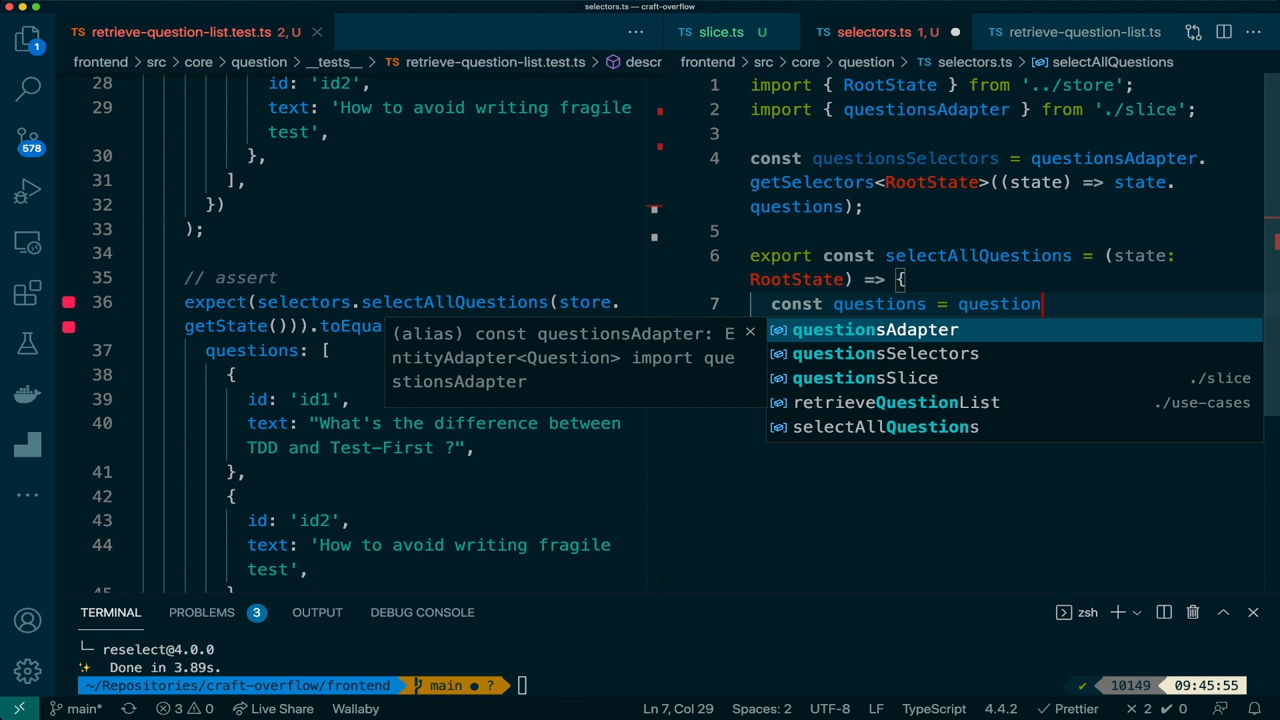 selectors.ts — craft-overflow
TS retrieve-question-list.test.ts 2, U
TS slice.ts U
TS selectors.ts 1, U
TS retrieve-question-list.ts
frontend > src > core > question > __tests__ > TS retrieve-question-list.test.ts > descr
frontend > src > core > question > TS selectors.ts > selectAllQuestions
1
578
28 id: 'id2',
29 text: 'How to avoid writing fragile
test',
30 },
31 ],
32 })
33 );
34
35 // assert
36 expect(selectors.selectAllQuestions(store.
getState())).toEqua
37 questions: [
38 {
39 id: 'id1',
40 text: "What's the difference between
TDD and Test-First ?",
41 },
42 {
43 id: 'id2',
44 text: 'How to avoid writing fragile
test',
45 }
1 import { RootState } from '../store';
2 import { questionsAdapter } from './slice';
3
4 const questionsSelectors = questionsAdapter.
getSelectors<RootState>((state) => state.
questions);
5
6 export const selectAllQuestions = (state:
RootState) => {
7 const questions = question
(alias) const questionsAdapter: E
ntityAdapter<Question> import que
stionsAdapter
questionsAdapter
questionsSelectors
questionsSlice ./slice
retrieveQuestionList ./use-cases
selectAllQuestions
TERMINAL PROBLEMS 3 OUTPUT DEBUG CONSOLE
zsh
└─ reselect@4.0.0
✨ Done in 3.89s.
~/Repositories/craft-overflow/frontend main ● ? ✔ 10149 09:45:55
main* 3 0 Live Share Wallaby Ln 7, Col 29 Spaces: 2 UTF-8 LF TypeScript 4.4.2 Prettier × 2 ✔ 0